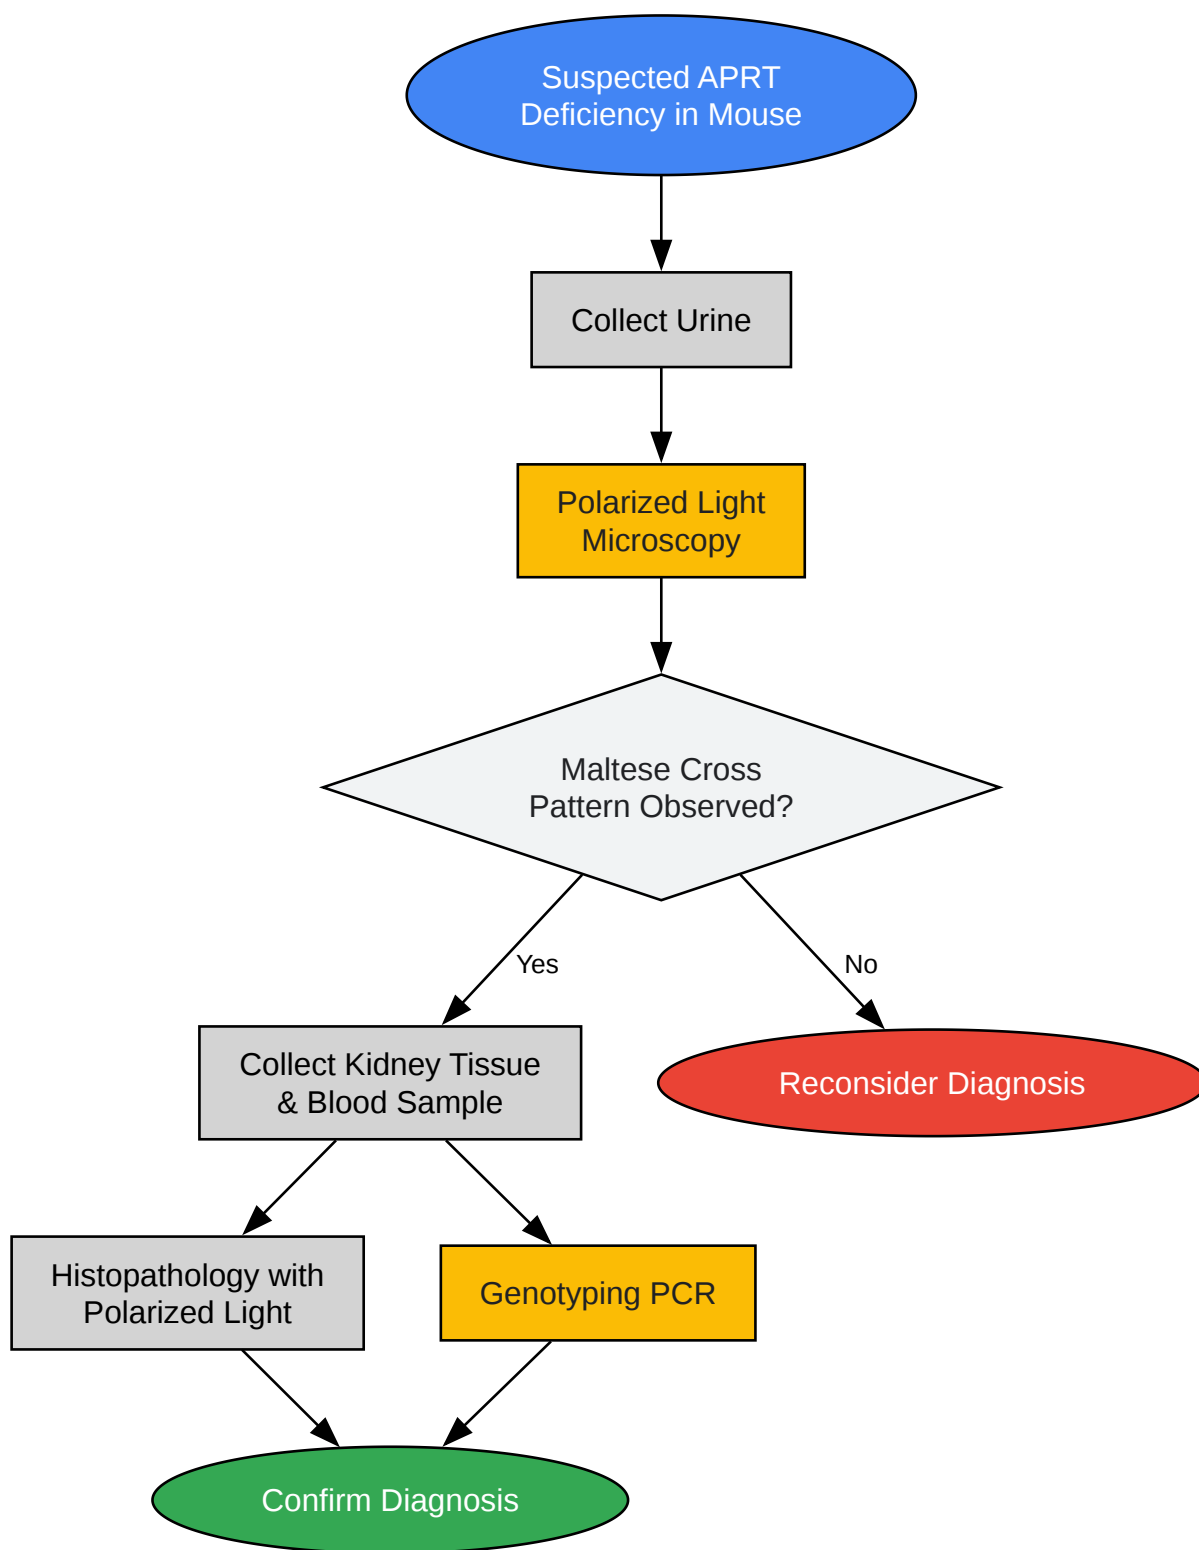 Suspected APRT
Deficiency in Mouse
Collect Urine
Polarized Light
Microscopy
Maltese Cross
Pattern Observed?
Yes
No
Collect Kidney Tissue
& Blood Sample
Reconsider Diagnosis
Histopathology with
Polarized Light
Genotyping PCR
Confirm Diagnosis